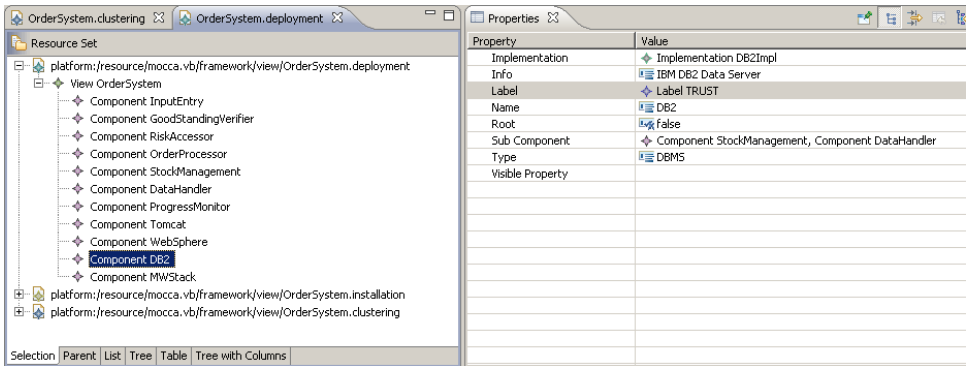 OrderSystem.clustering
OrderSystem.deployment
Resource Set
platform:/resource/mocca.vb/framework/view/OrderSystem.deployment
View OrderSystem
Component InputEntry
Component GoodStandingVerifier
Component RiskAccessor
Component OrderProcessor
Component StockManagement
Component DataHandler
Component ProgressMonitor
Component Tomcat
Component WebSphere
Component DB2
Component MWStack
platform:/resource/mocca.vb/framework/view/OrderSystem.installation
platform:/resource/mocca.vb/framework/view/OrderSystem.clustering
Selection Parent List Tree Table Tree with Columns
Properties
Property Value
Implementation Implementation DB2Impl
Info IBM DB2 Data Server
Label Label TRUST
Name DB2
Root false
Sub Component Component StockManagement, Component DataHandler
Type DBMS
Visible Property